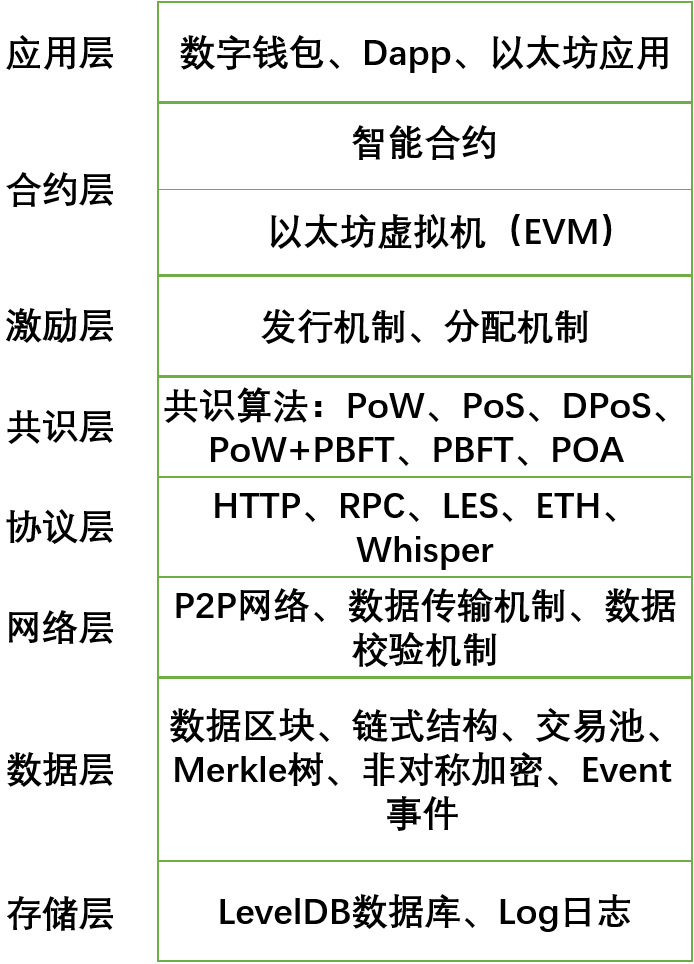 应用层
数字钱包、Dapp、以太坊应用
合约层
智能合约
以太坊虚拟机（EVM）
激励层
发行机制、分配机制
共识层
共识算法：PoW、PoS、DPoS、
PoW+PBFT、PBFT、POA
协议层
HTTP、RPC、LES、ETH、
Whisper
网络层
P2P网络、数据传输机制、数据
校验机制
数据层
数据区块、链式结构、交易池、
Merkle树、非对称加密、Event
事件
存储层
LevelDB数据库、Log日志